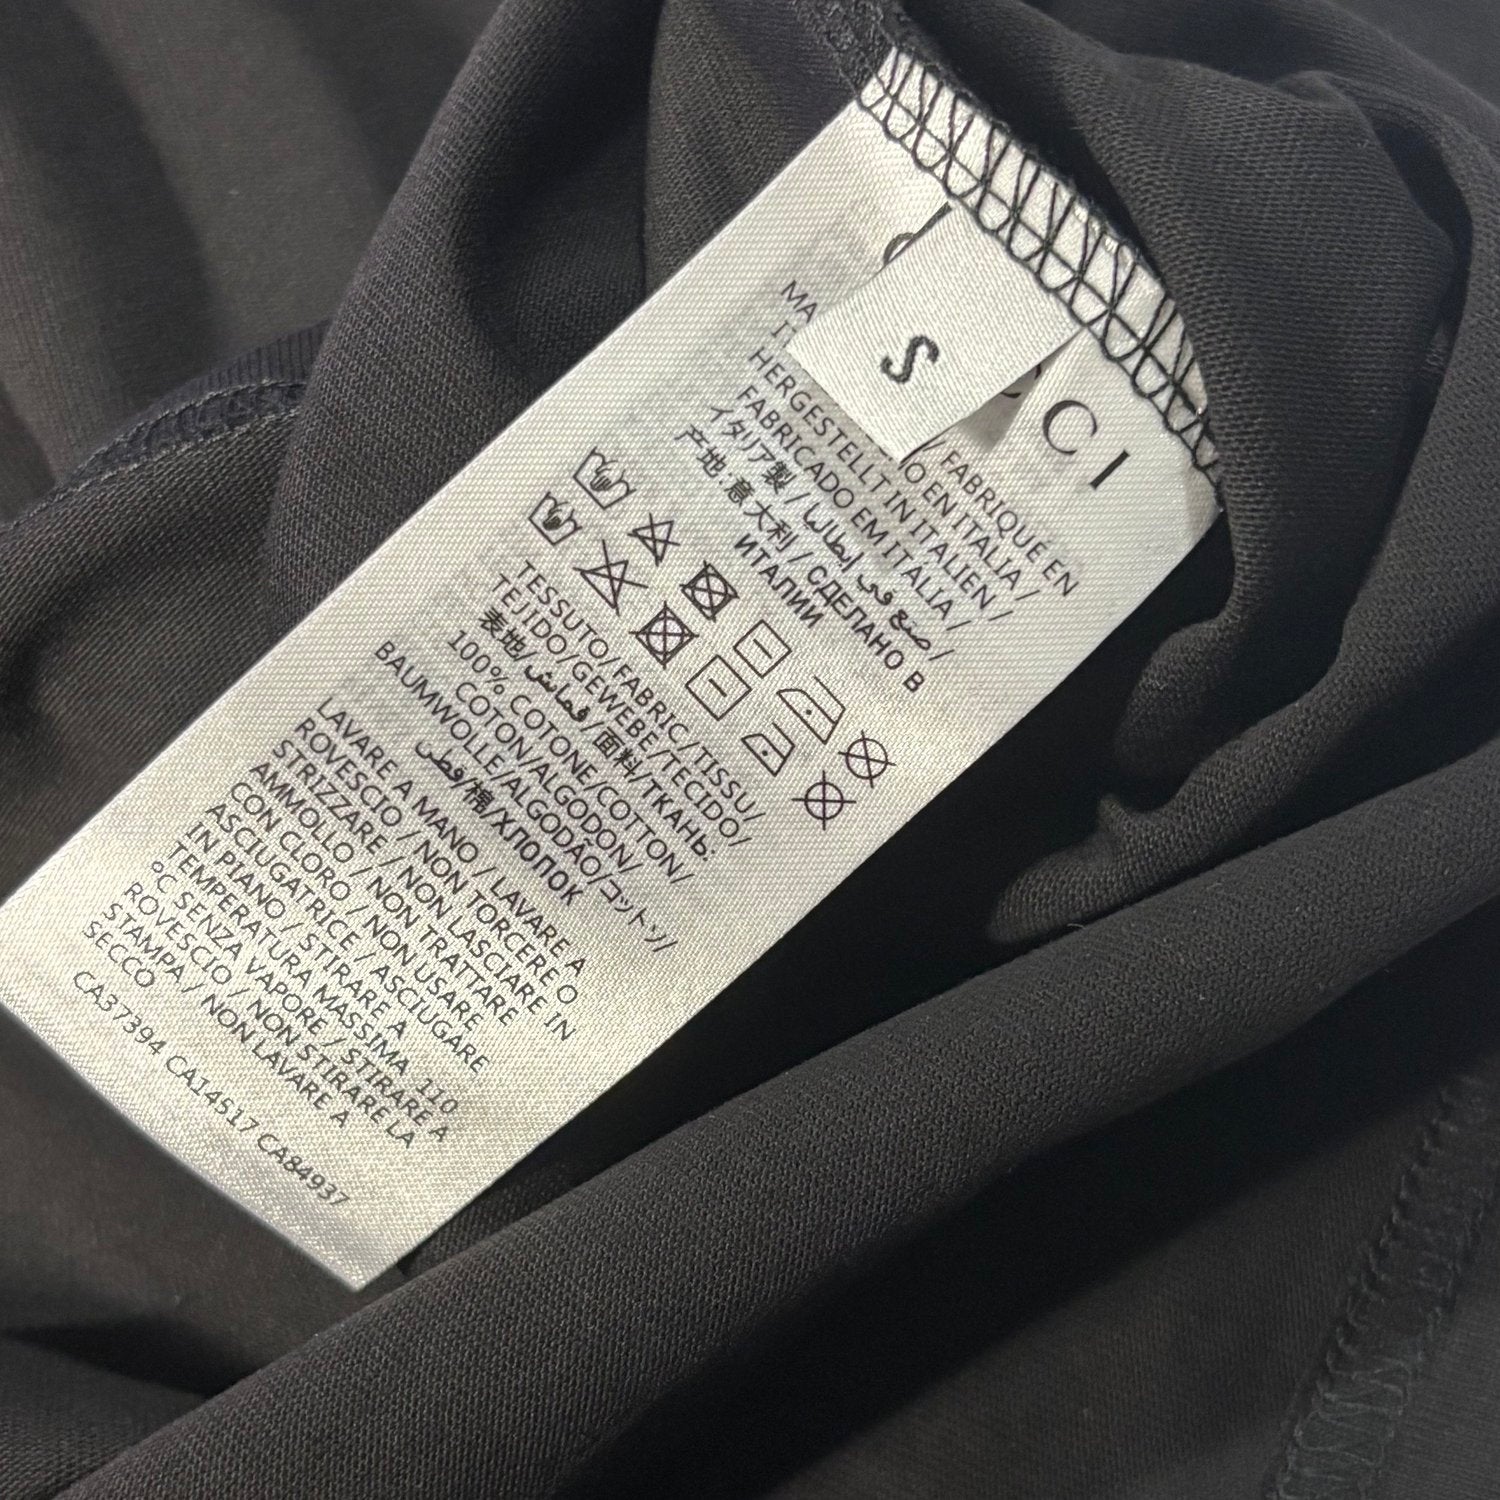 CCI
S
MA
IT
/ FABRIQUÉ EN
O EN ITALIA /
HERGESTELLT IN ITALIEN /
FABRICADO EM ITALIA /
イタリア製 / صنع في إيطاليا /
产地:意大利 / СДЕЛАНО В
ИТАЛИИ
TESSUTO/FABRIC/TISSU/
TEJIDO/GEWEBE/TECIDO/
表地/قماش/面料/ТКАНЬ:
100% COTONE/COTTON/
COTON/ALGODON/
BAUMWOLLE/ALGODÃO/コットン/
قطن/棉/ХЛОПОК
LAVARE A MANO / LAVARE A
ROVESCIO / NON TORCERE O
STRIZZARE / NON LASCIARE IN
AMMOLLO / NON TRATTARE
CON CLORO / NON USARE
ASCIUGATRICE / ASCIUGARE
IN PIANO / STIRARE A
TEMPERATURA MASSIMA 110
°C SENZA VAPORE / STIRARE A
ROVESCIO / NON STIRARE LA
STAMPA / NON LAVARE A
SECCO
CA37394 CA14517 CA84937